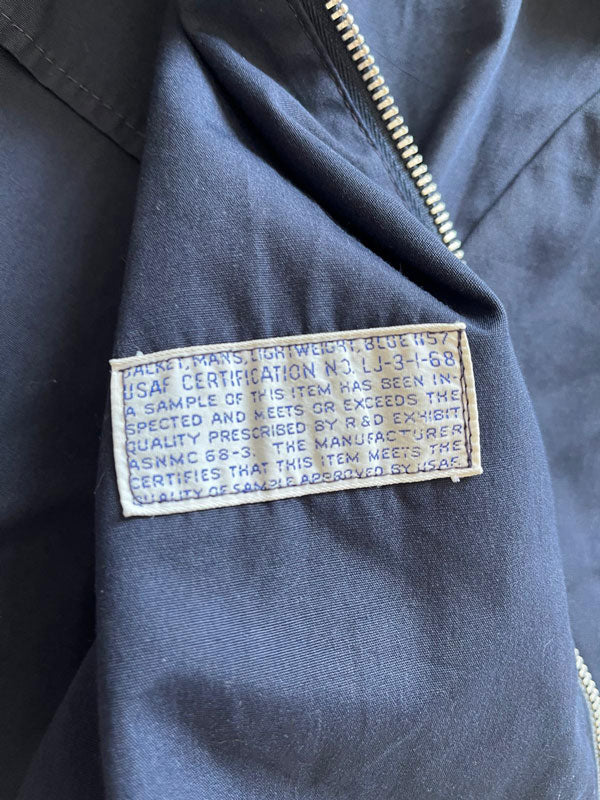 JACKET, MAN'S, LIGHTWEIGHT, BLUE 1157
USAF CERTIFICATION NO. LJ-3-1-68
A SAMPLE OF THIS ITEM HAS BEEN IN-
SPECTED AND MEETS OR EXCEEDS THE
QUALITY PRESCRIBED BY R&D EXHIBIT
ASNMC 68-3. THE MANUFACTURER
CERTIFIES THAT THIS ITEM MEETS THE
QUALITY OF SAMPLE APPROVED BY USAF